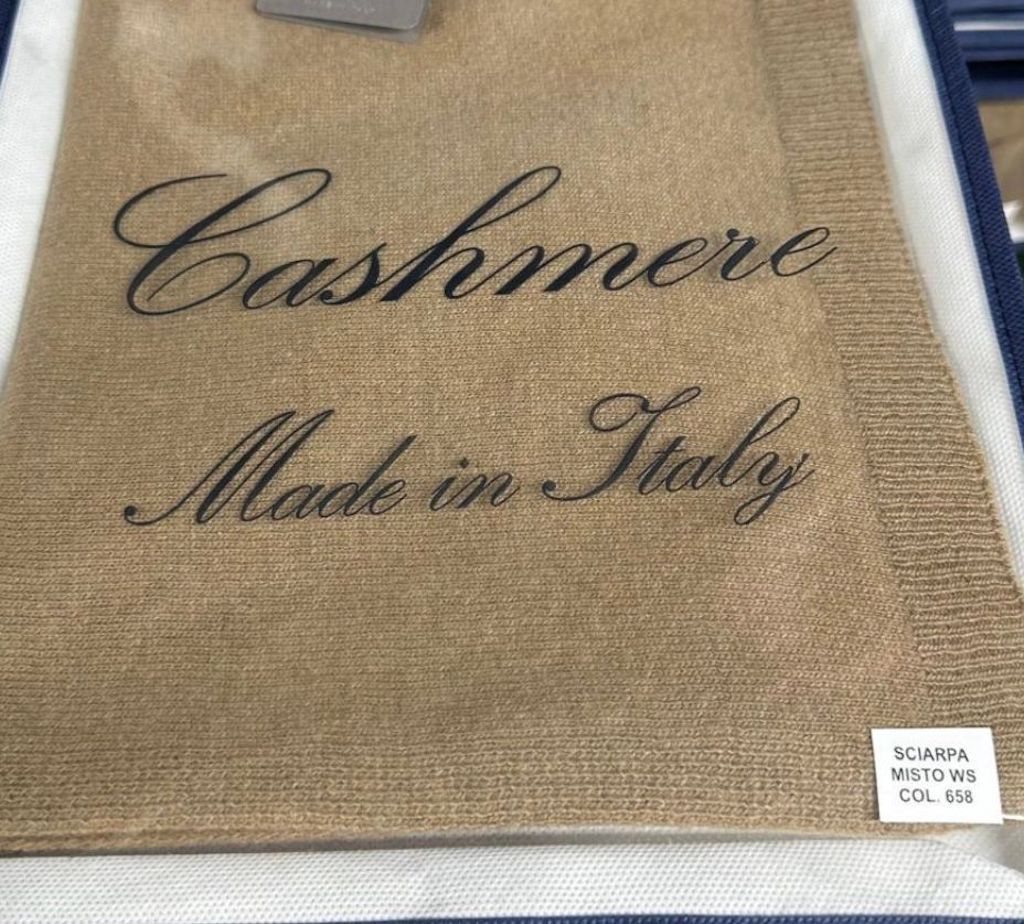 Cashmere
Made in Italy
SCIARPA
MISTO WS
COL. 658